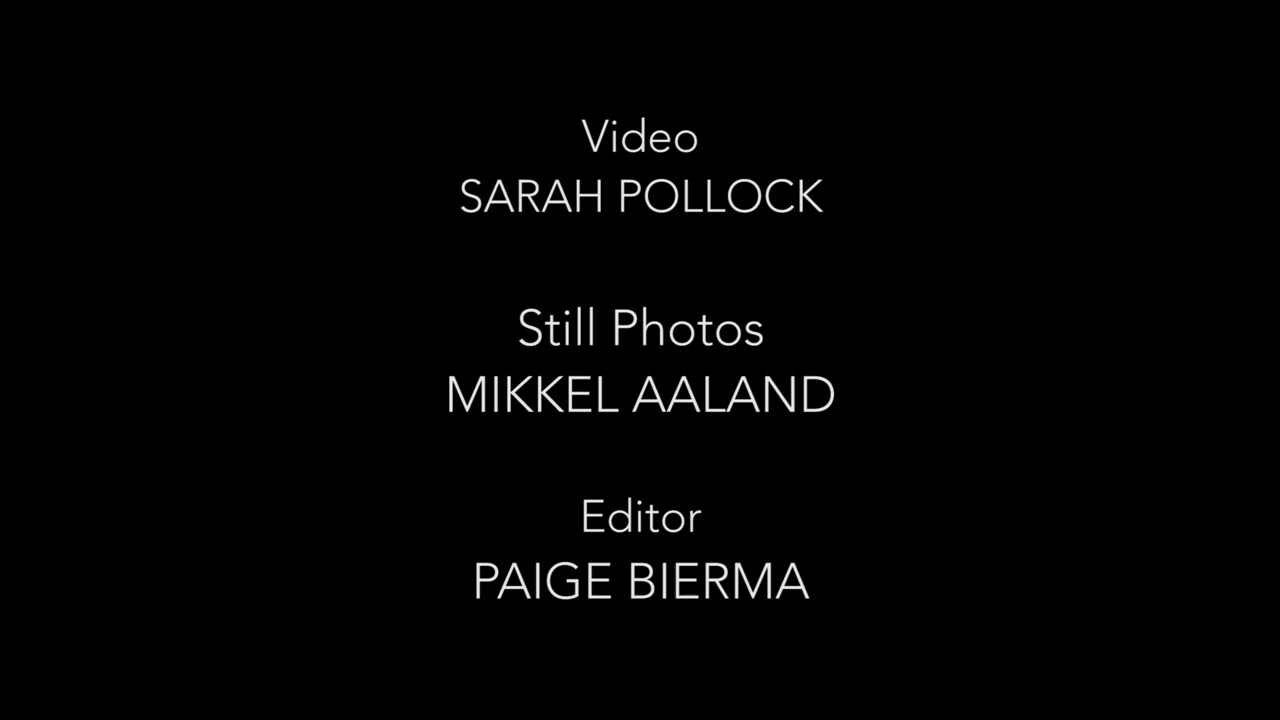 Video
SARAH POLLOCK
Still Photos
MIKKEL AALAND
Editor
PAIGE BIERMA